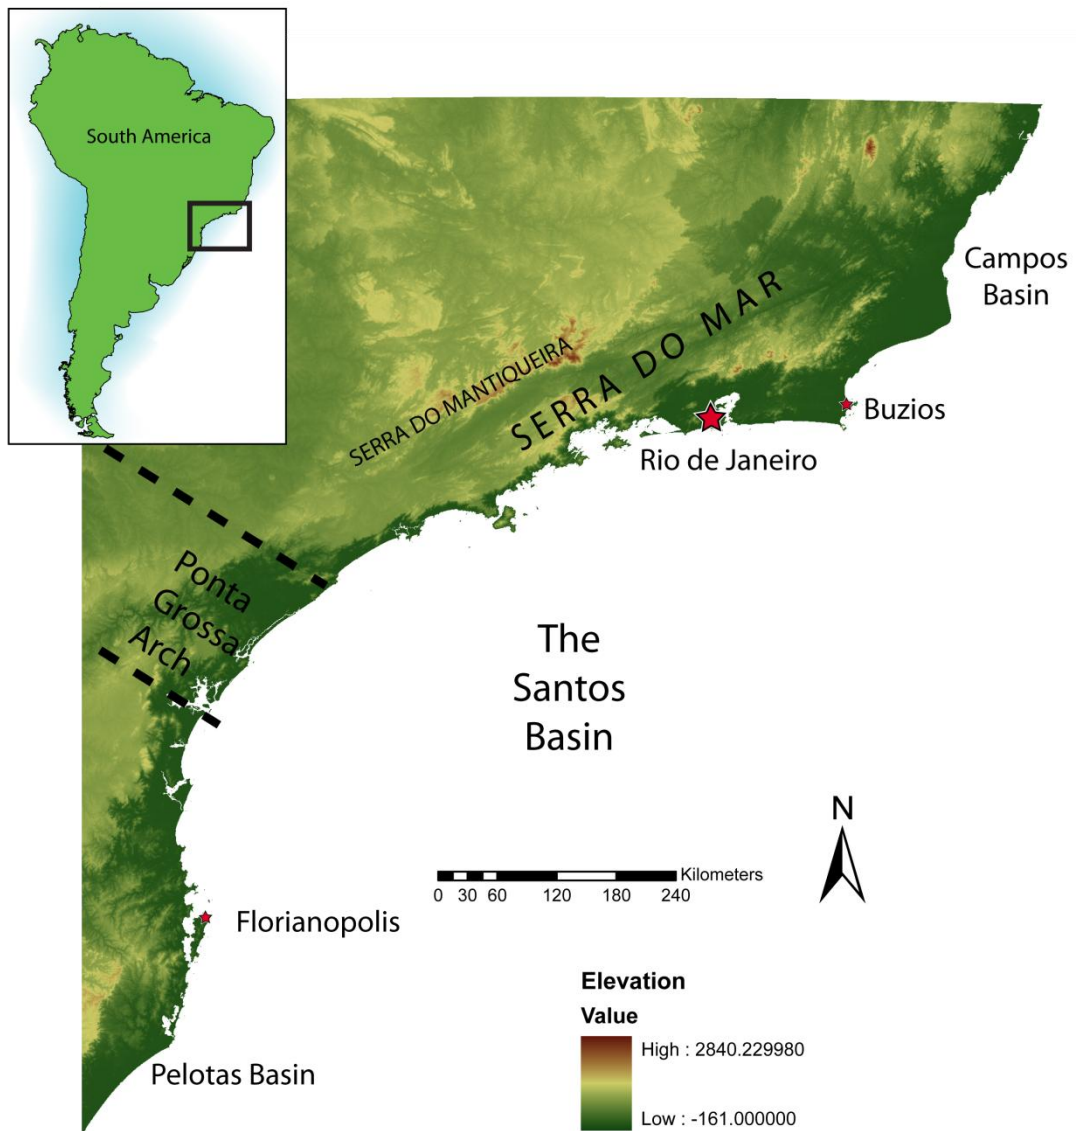 South America
Campos
Basin
SERRA DO MAR
SERRA DO MANTIQUEIRA
Buzios
Rio de Janeiro
Ponta
Grossa
Arch
The
Santos
Basin
N
Kilometers
0 30 60 120 180 240
Florianopolis
Elevation
Value
High : 2840.229980
Low : -161.000000
Pelotas Basin